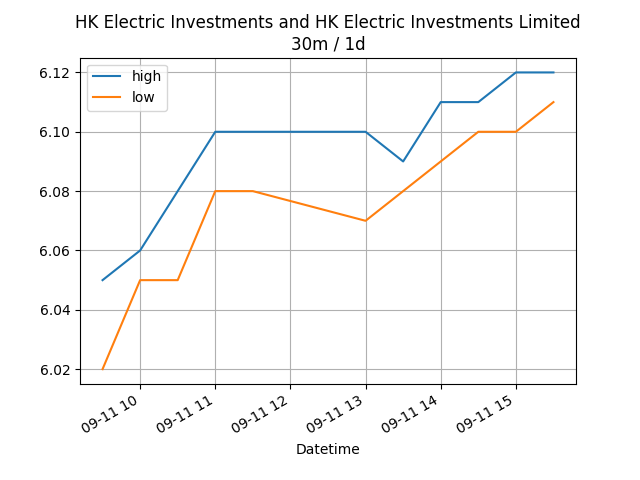 HK Electric Investments and HK Electric Investments Limited
30m / 1d
high
low
6.12
6.10
6.08
6.06
6.04
6.02
09-11 10
09-11 11
09-11 12
09-11 13
09-11 14
09-11 15
Datetime